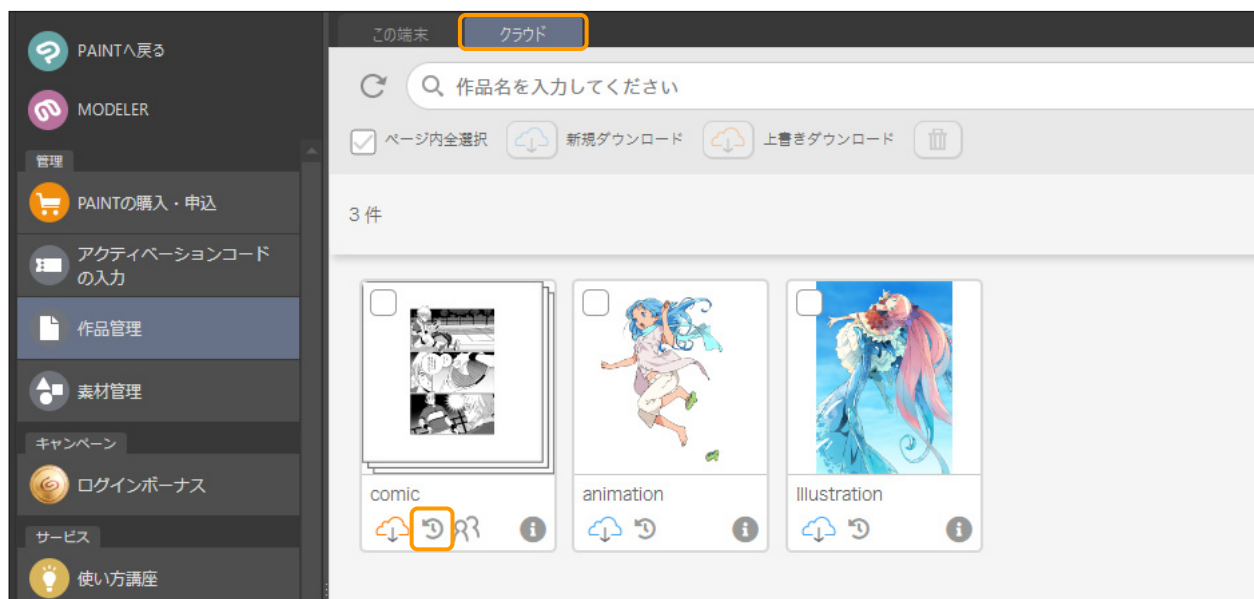 PAINTへ戻る
MODELER
管理
PAINTの購入・申込
アクティベーションコード
の入力
作品管理
素材管理
キャンペーン
ログインボーナス
サービス
使い方講座
この端末
クラウド
作品名を入力してください
ページ内全選択
新規ダウンロード
上書きダウンロード
3 件
comic
animation
Illustration